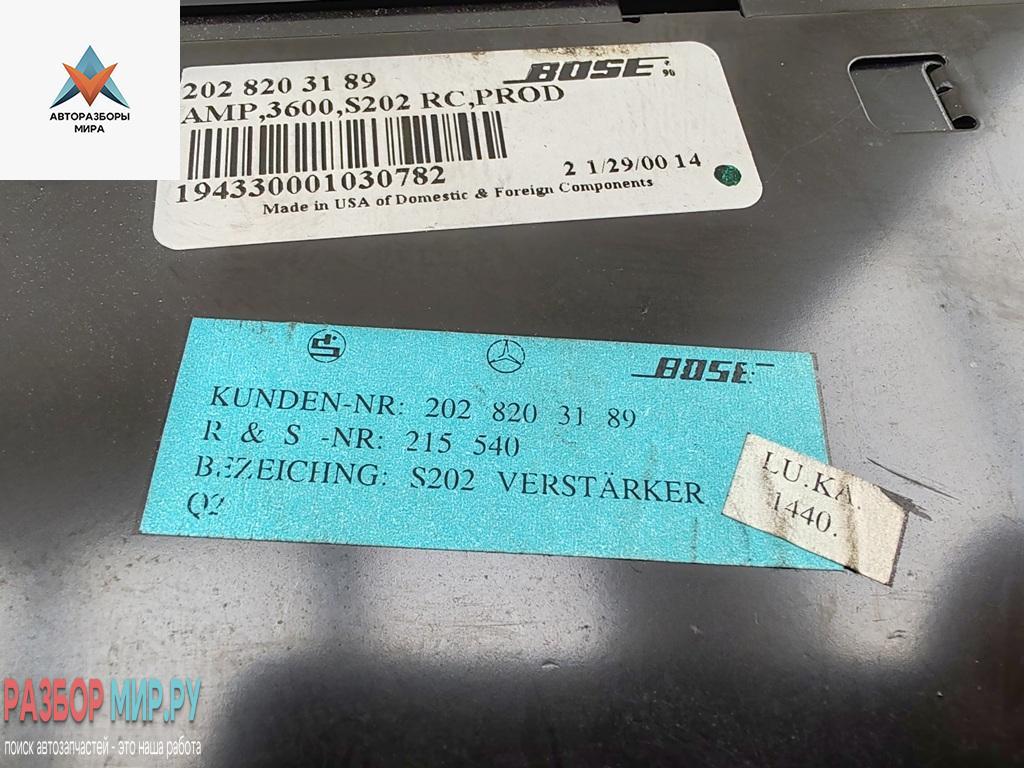 АВТОРАЗБОРЫ
МИРА
202 820 31 89
BOSE
AMP,3600,S202 RC,PROD
194330001030782
2 1/29/00 14
Made in USA of Domestic & Foreign Components
BOSE
KUNDEN-NR: 202 820 31 89
R & S -NR: 215 540
BEZEICHNG: S202 VERSTÄRKER
Q2
LU.KA.
1440.
РАЗБОР МИР.РУ
поиск автозапчастей - это наша работа